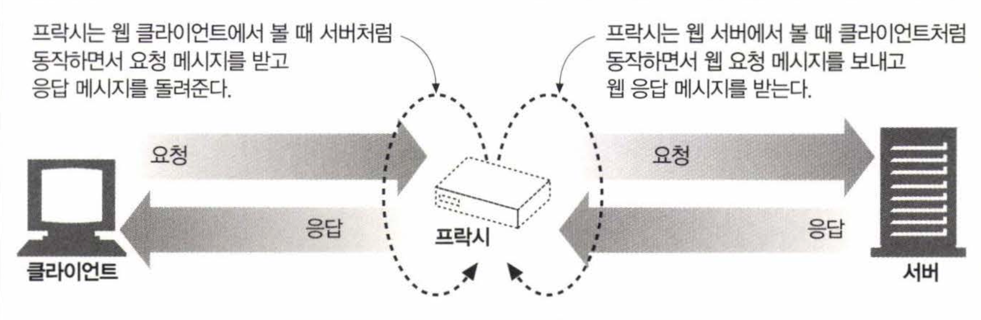 프락시는 웹 클라이언트에서 볼 때 서버처럼
동작하면서 요청 메시지를 받고
응답 메시지를 돌려준다.
프락시는 웹 서버에서 볼 때 클라이언트처럼
동작하면서 웹 요청 메시지를 보내고
웹 응답 메시지를 받는다.
요청
요청
응답
프락시
응답
클라이언트
서버